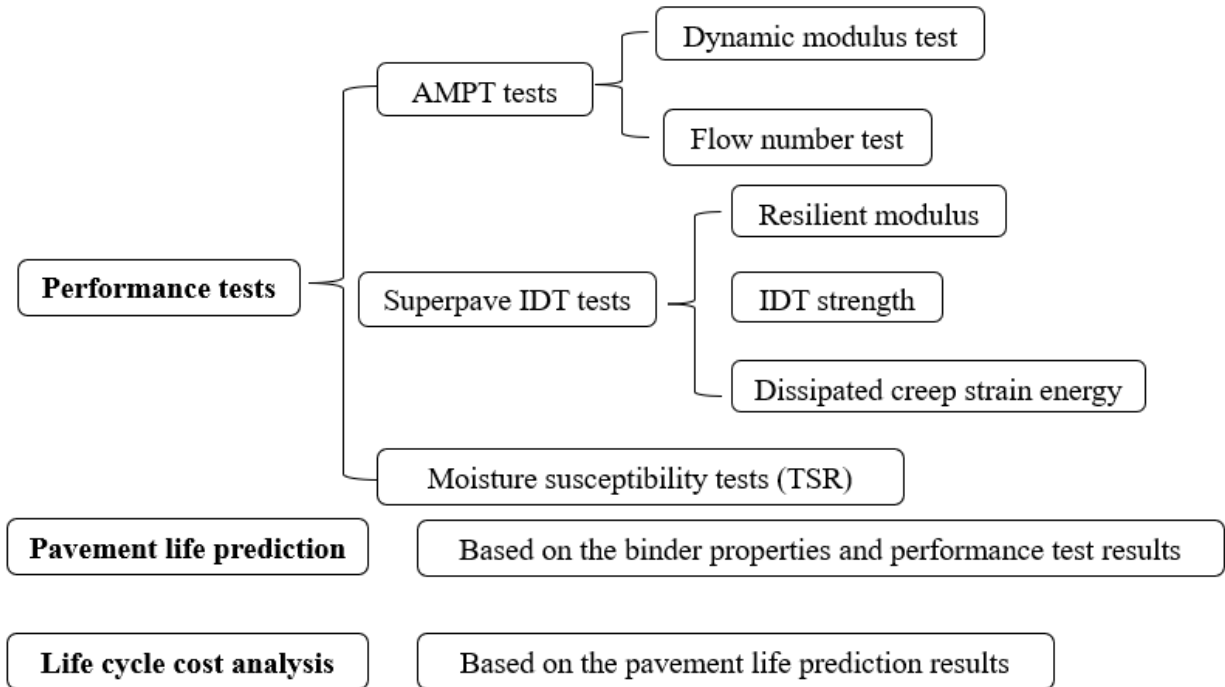 Dynamic modulus test
AMPT tests
Flow number test
Resilient modulus
Performance tests
Superpave IDT tests
IDT strength
Dissipated creep strain energy
Moisture susceptibility tests (TSR)
Pavement life prediction
Based on the binder properties and performance test results
Life cycle cost analysis
Based on the pavement life prediction results